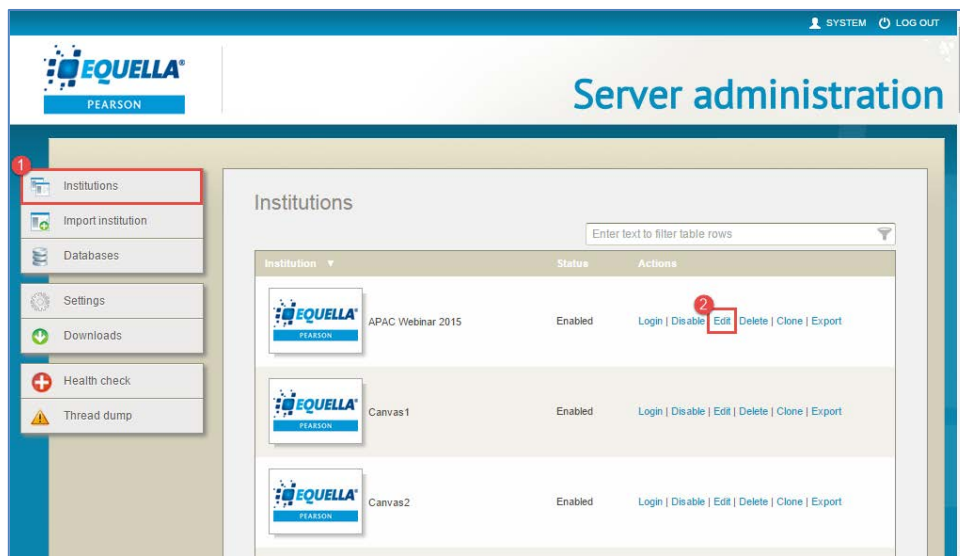 SYSTEM LOG OUT
EQUELLA®
PEARSON
Server administration
1
Institutions
Import institution
Databases
Settings
Downloads
Health check
Thread dump
Institutions
Enter text to filter table rows
Institution ▼ Status Actions
2
EQUELLA®
PEARSON
APAC Webinar 2015 Enabled Login | Disable | Edit | Delete | Clone | Export
EQUELLA®
PEARSON
Canvas1 Enabled Login | Disable | Edit | Delete | Clone | Export
EQUELLA®
PEARSON
Canvas2 Enabled Login | Disable | Edit | Delete | Clone | Export